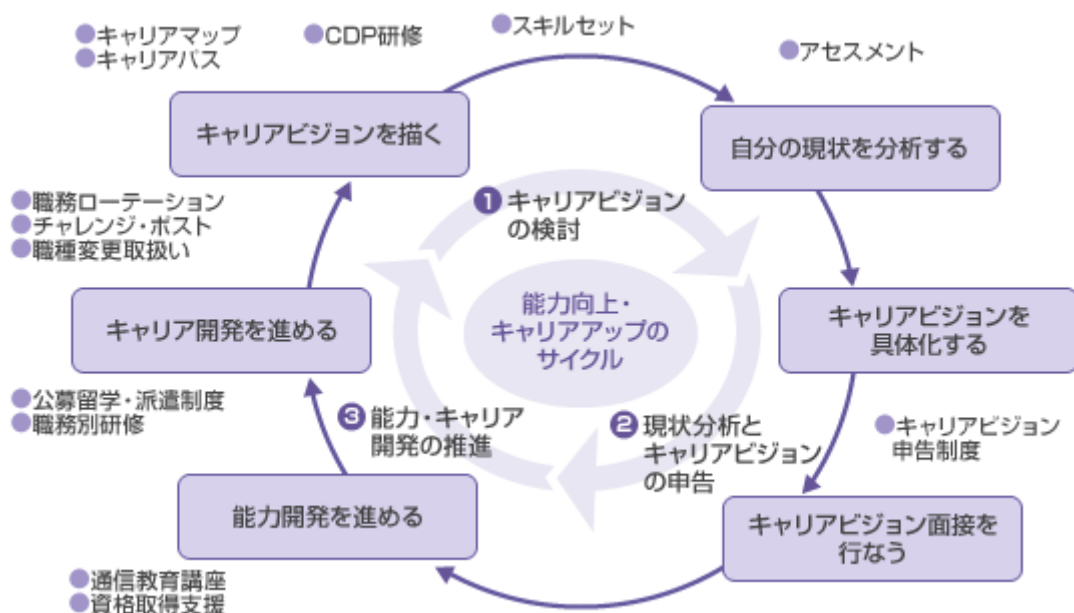 ●キャリアマップ
●キャリアパス
●CDP研修
●スキルセット
●アセスメント
キャリアビジョンを描く
自分の現状を分析する
●職務ローテーション
●チャレンジ・ポスト
●職種変更取扱い
❶キャリアビジョン
の検討
能力向上・
キャリアアップの
サイクル
キャリア開発を進める
キャリアビジョンを
具体化する
●公募留学・派遣制度
●職務別研修
❸能力・キャリア
開発の推進
❷現状分析と
キャリアビジョン
の申告
●キャリアビジョン
申告制度
能力開発を進める
キャリアビジョン面接を
行なう
●通信教育講座
●資格取得支援